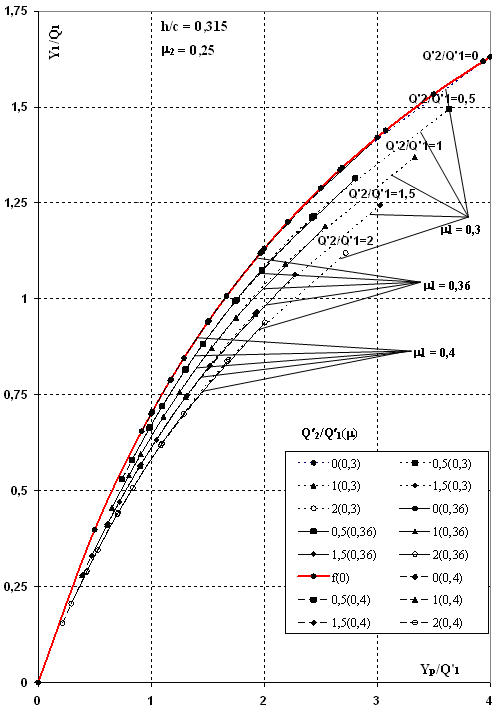 1,75
Y1/Q1
h/c = 0,315
μ2 = 0,25
Q'2/Q'1=0
1,5
Q'2/Q'1=0,5
Q'2/Q'1=1
1,25
Q'2/Q'1=1,5
Q'2/Q'1=2
μ1 = 0,3
1
μ1 = 0,36
μ1 = 0,4
0,75
Q'2/Q'1(μ)
0,5
0(0,3) 0,5(0,3)
1(0,3) 1,5(0,3)
2(0,3) 0(0,36)
0,5(0,36) 1(0,36)
1,5(0,36) 2(0,36)
f(0) 0(0,4)
0,5(0,4) 1(0,4)
1,5(0,4) 2(0,4)
0,25
Yp/Q'1
0
0 1 2 3 4